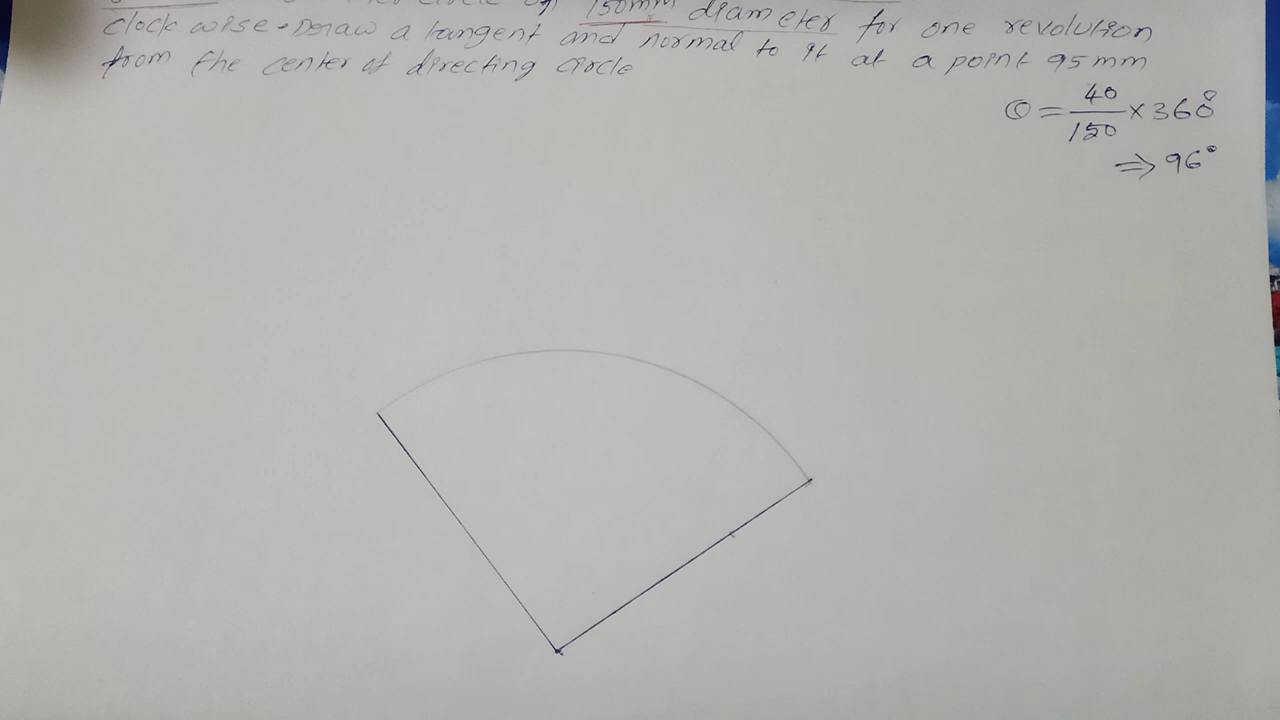 of 150mm diameter for one revolution
clock wise. Draw a tangent and normal to it at a point 95mm
from the center of directing circle
θ = 40/150 × 360°
⇒ 96°